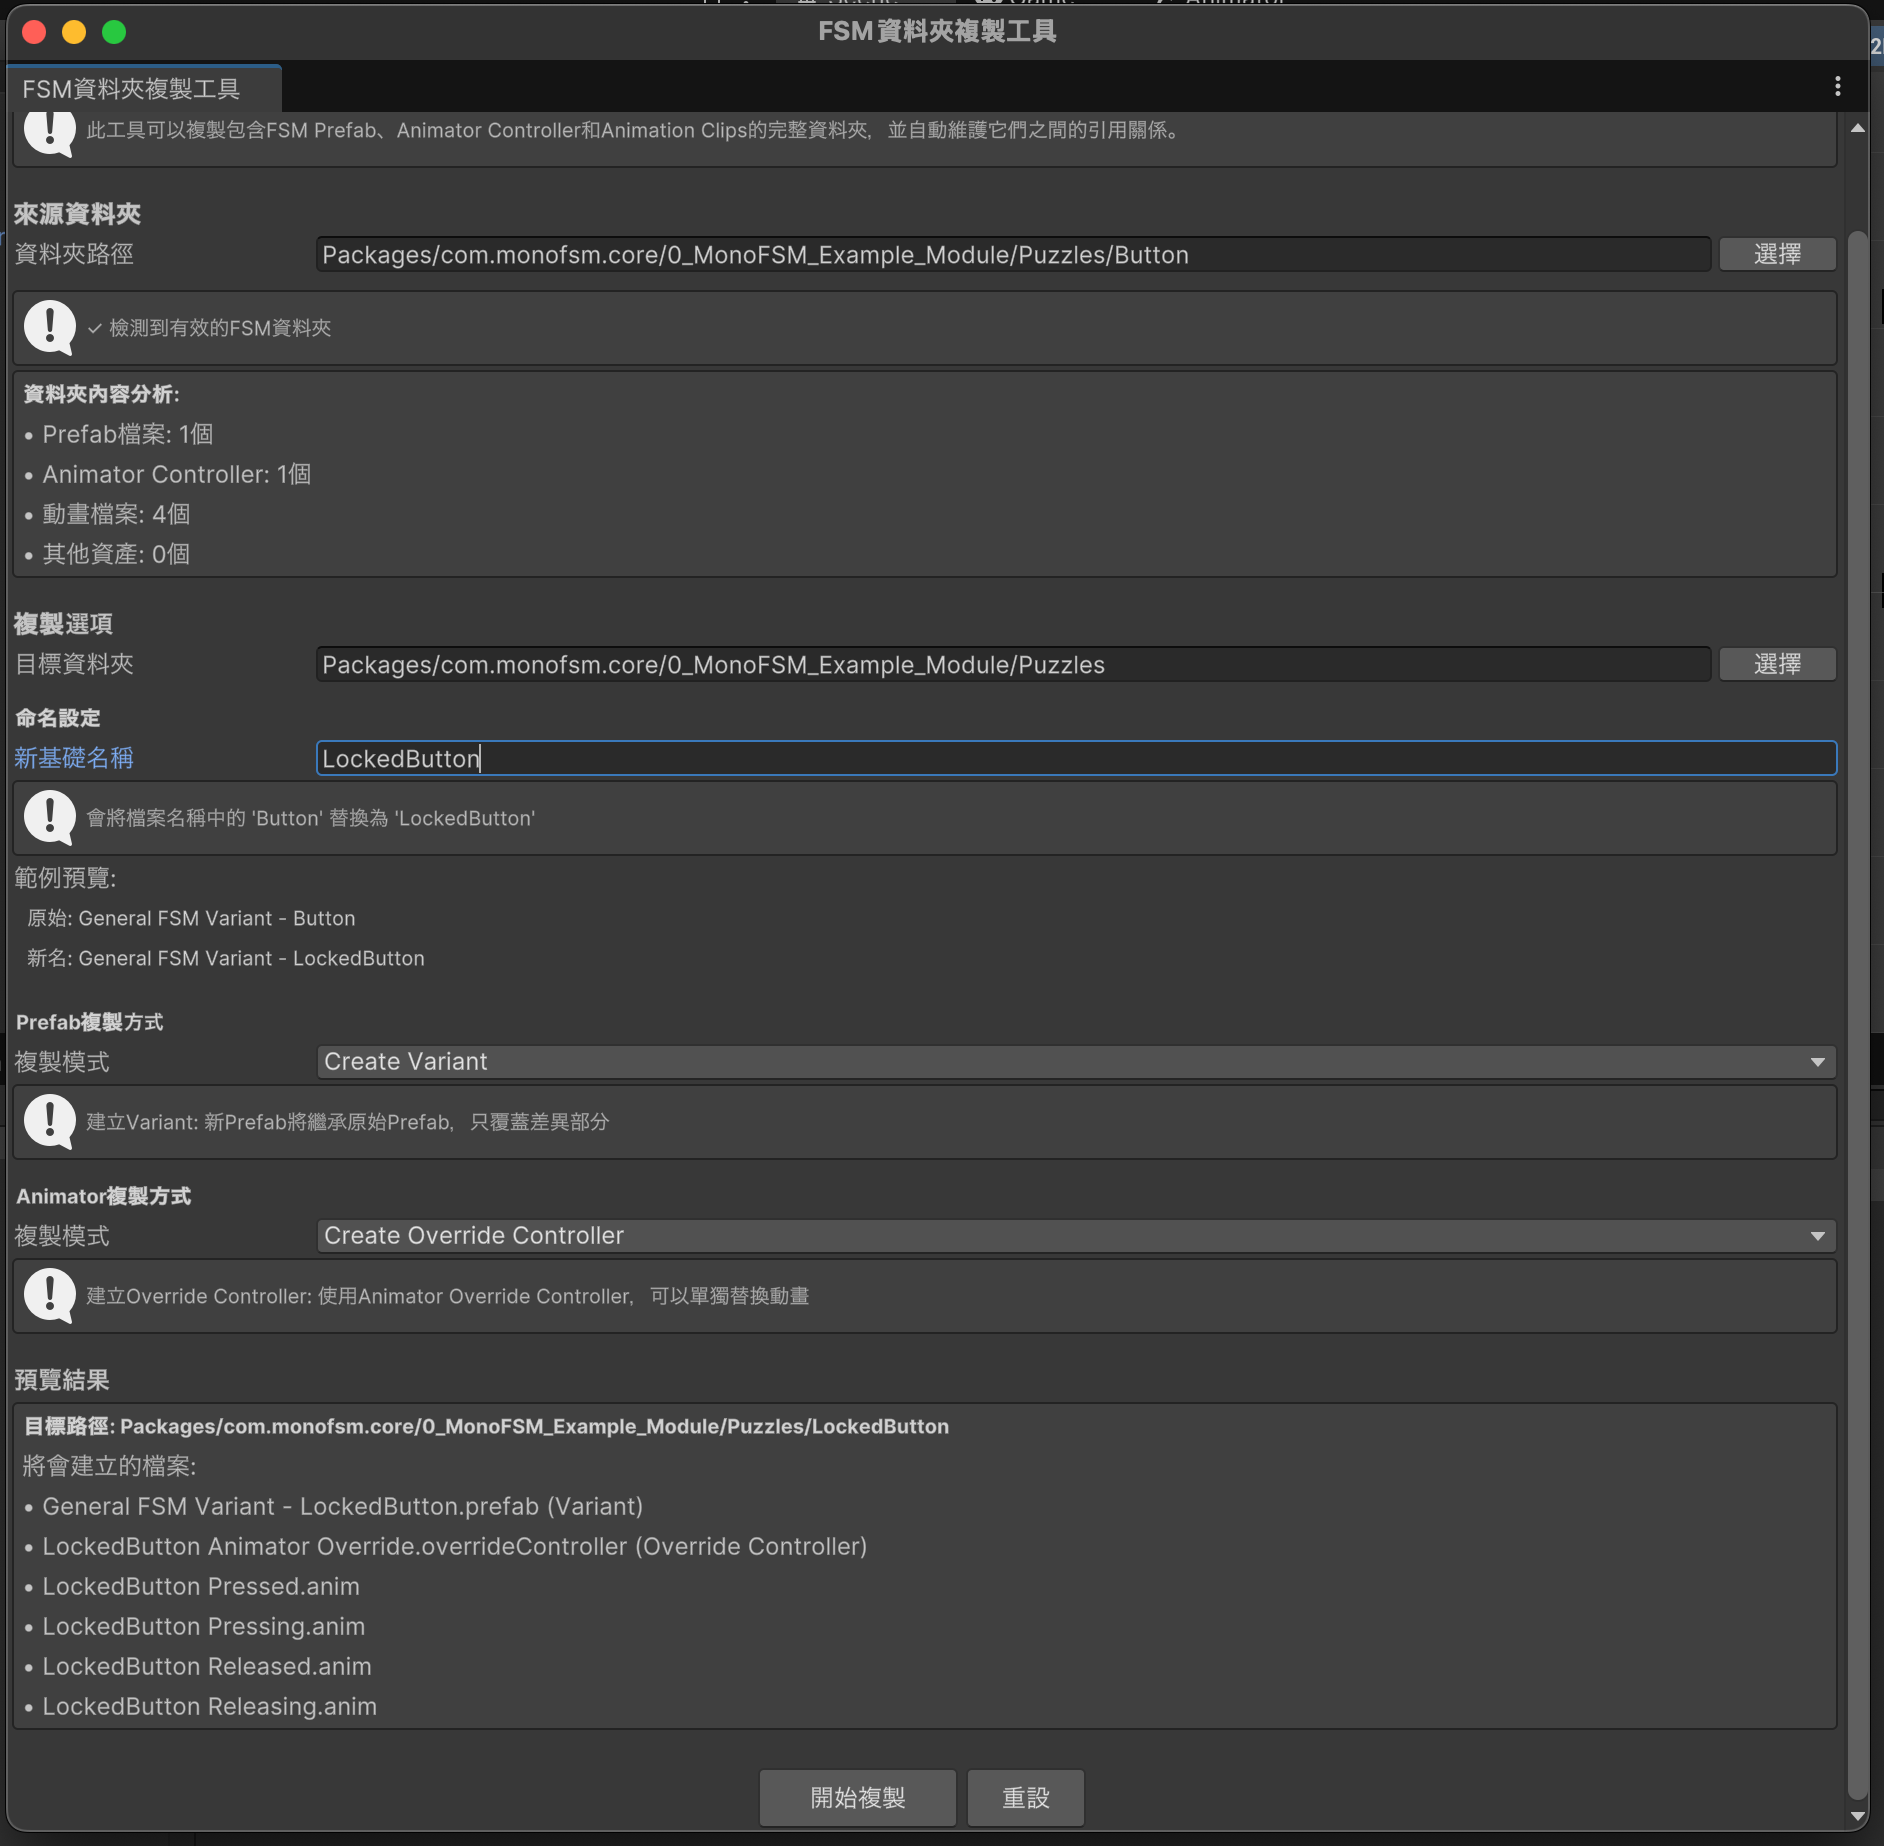 FSM資料夾複製工具
FSM資料夾複製工具
此工具可以複製包含FSM Prefab、Animator Controller和Animation Clips的完整資料夾，並自動維護它們之間的引用關係。
來源資料夾
資料夾路徑
Packages/com.monofsm.core/0_MonoFSM_Example_Module/Puzzles/Button
選擇
✓ 檢測到有效的FSM資料夾
資料夾內容分析:
• Prefab檔案: 1個
• Animator Controller: 1個
• 動畫檔案: 4個
• 其他資產: 0個
複製選項
目標資料夾
Packages/com.monofsm.core/0_MonoFSM_Example_Module/Puzzles
選擇
命名設定
新基礎名稱
LockedButton
會將檔案名稱中的 'Button' 替換為 'LockedButton'
範例預覽:
原始: General FSM Variant - Button
新名: General FSM Variant - LockedButton
Prefab複製方式
複製模式
Create Variant
建立Variant: 新Prefab將繼承原始Prefab，只覆蓋差異部分
Animator複製方式
複製模式
Create Override Controller
建立Override Controller: 使用Animator Override Controller，可以單獨替換動畫
預覽結果
目標路徑: Packages/com.monofsm.core/0_MonoFSM_Example_Module/Puzzles/LockedButton
將會建立的檔案:
• General FSM Variant - LockedButton.prefab (Variant)
• LockedButton Animator Override.overrideController (Override Controller)
• LockedButton Pressed.anim
• LockedButton Pressing.anim
• LockedButton Released.anim
• LockedButton Releasing.anim
開始複製
重設